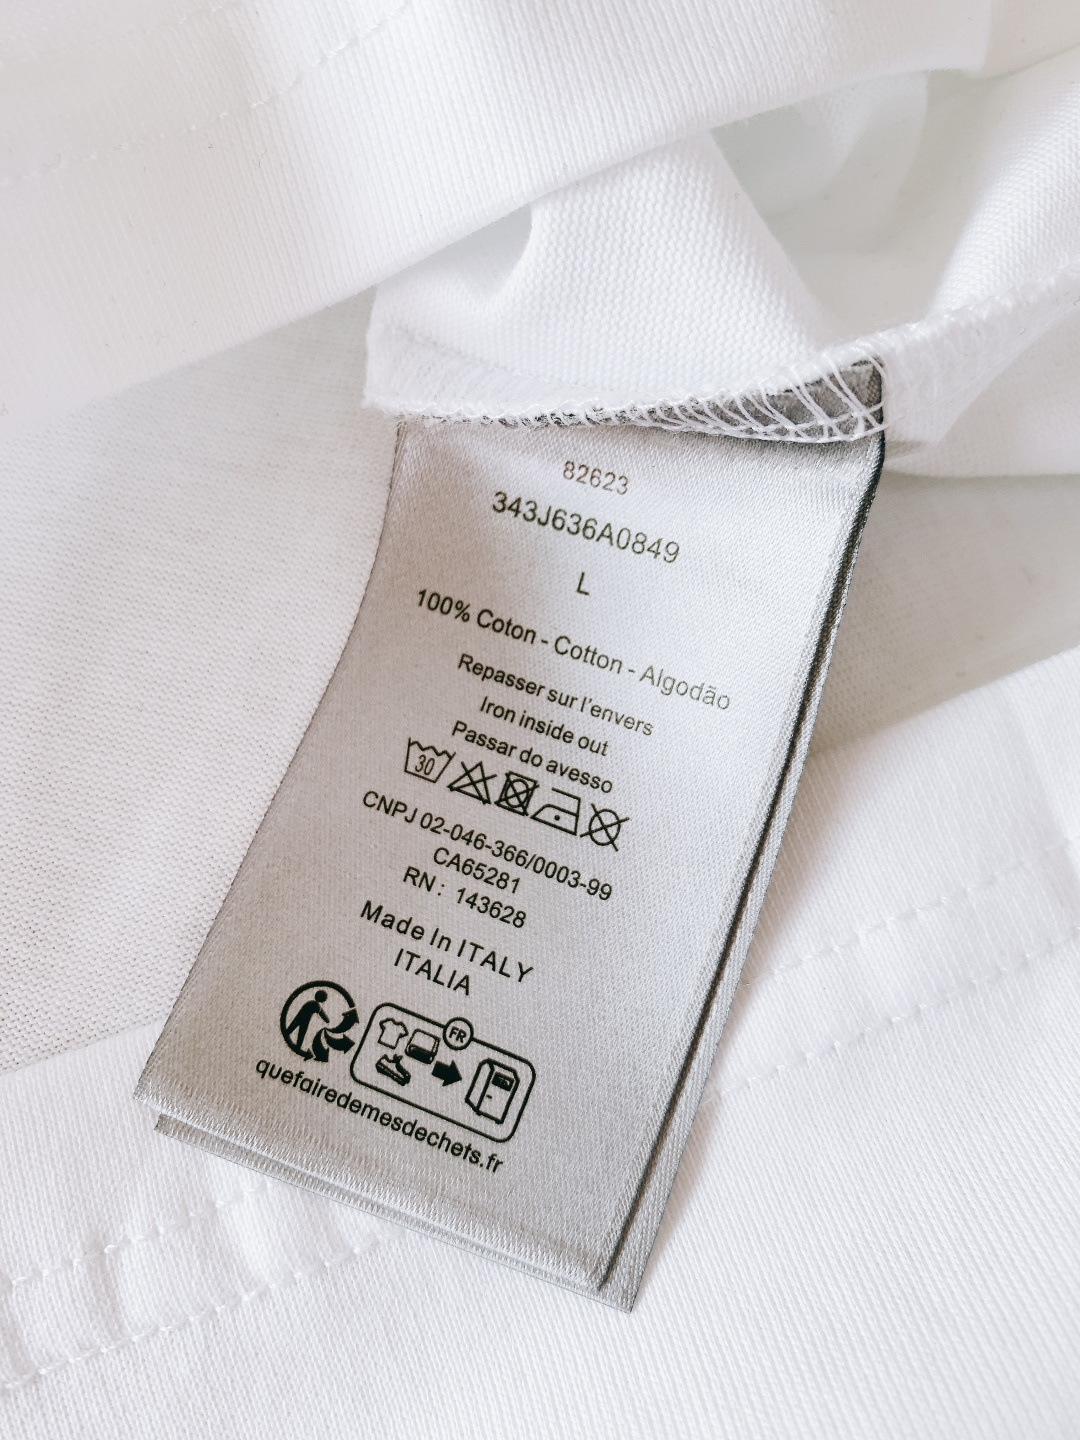 82623
343J636A0849
L
100% Coton - Cotton - Algodão
Repasser sur l'envers
Iron inside out
Passar do avesso
30
CNPJ 02-046-366/0003-99
CA65281
RN : 143628
Made In ITALY
ITALIA
FR
quefairedemesdechets.fr